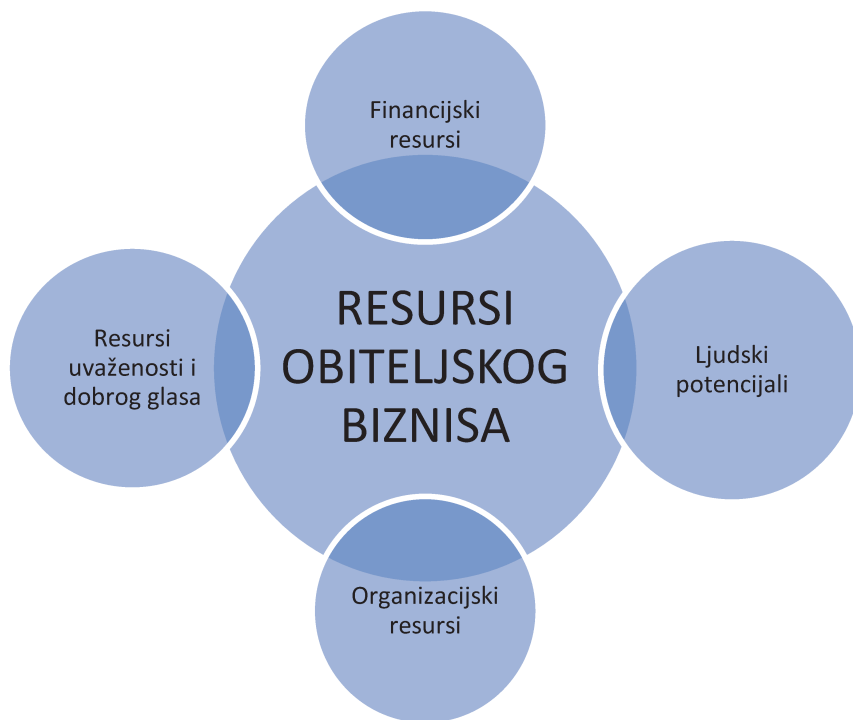 Financijski
resursi
RESURSI
OBITELJSKOG
BIZNISA
Resursi
uvaženosti i
dobrog glasa
Ljudski
potencijali
Organizacijski
resursi